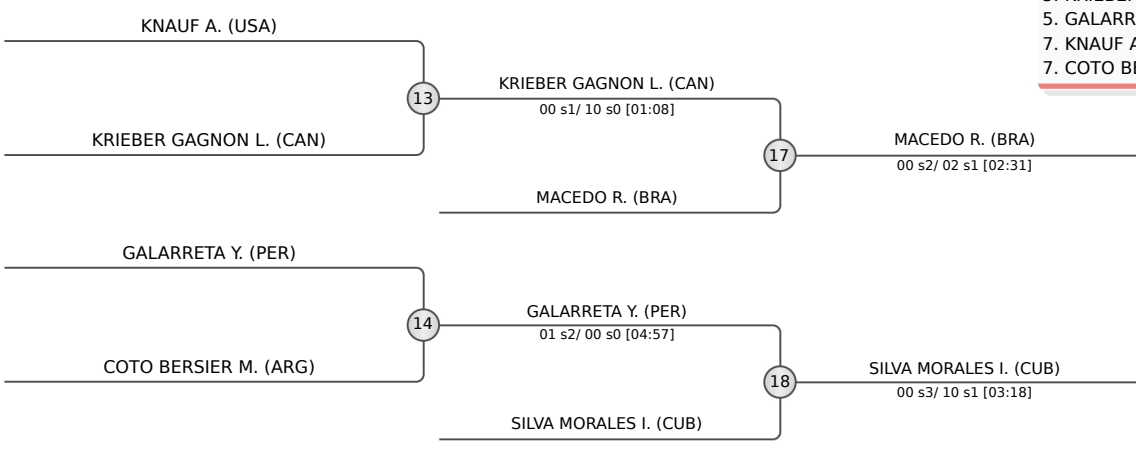 KNAUF A. (USA)
13
KRIEBER GAGNON L. (CAN)
KRIEBER GAGNON L. (CAN)
00 s1/ 10 s0 [01:08]
MACEDO R. (BRA)
17
MACEDO R. (BRA)
00 s2/ 02 s1 [02:31]
GALARRETA Y. (PER)
14
COTO BERSIER M. (ARG)
GALARRETA Y. (PER)
01 s2/ 00 s0 [04:57]
SILVA MORALES I. (CUB)
18
SILVA MORALES I. (CUB)
00 s3/ 10 s1 [03:18]
5. GALARR
7. KNAUF
7. COTO